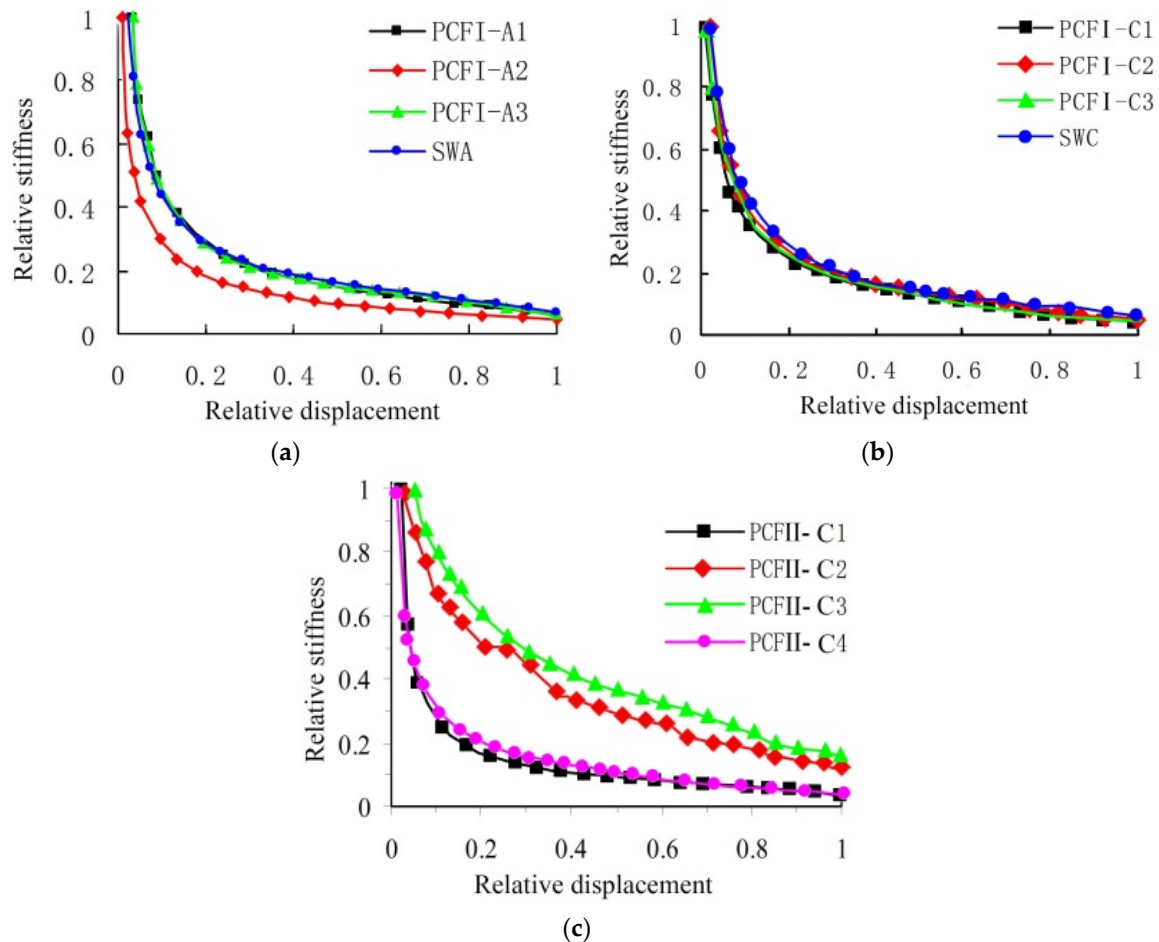 1
0.8
0.6
0.4
0.2
0
Relative stiffness
PCFI-A1
PCFI-A2
PCFI-A3
SWA
0 0.2 0.4 0.6 0.8 1
Relative displacement
(a)
1
0.8
0.6
0.4
0.2
0
Relative stiffness
PCFI-C1
PCFI-C2
PCFI-C3
SWC
0 0.2 0.4 0.6 0.8 1
Relative displacement
(b)
1
0.8
0.6
0.4
0.2
0
Relative stiffness
PCFII- C1
PCFII- C2
PCFII- C3
PCFII- C4
0 0.2 0.4 0.6 0.8 1
Relative displacement
(c)